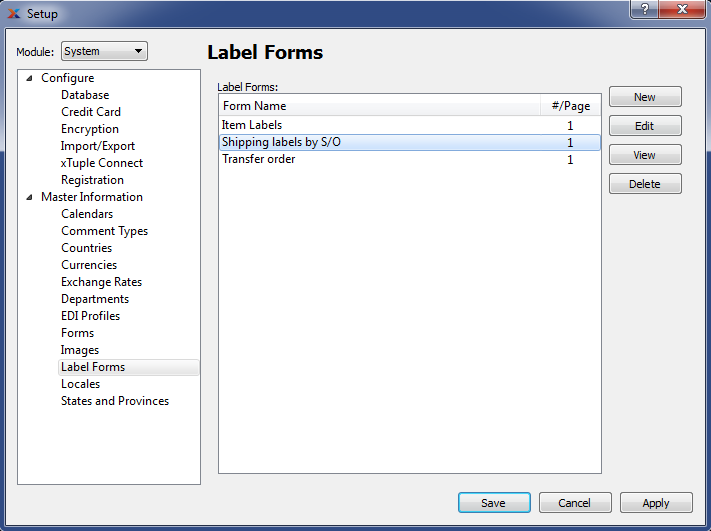 Setup
?
Module: System
Label Forms
Configure
Database
Credit Card
Encryption
Import/Export
xTuple Connect
Registration
Master Information
Calendars
Comment Types
Countries
Currencies
Exchange Rates
Departments
EDI Profiles
Forms
Images
Label Forms
Locales
States and Provinces
Label Forms:
Form Name #/Page
Item Labels 1
Shipping labels by S/O 1
Transfer order 1
New
Edit
View
Delete
Save Cancel Apply